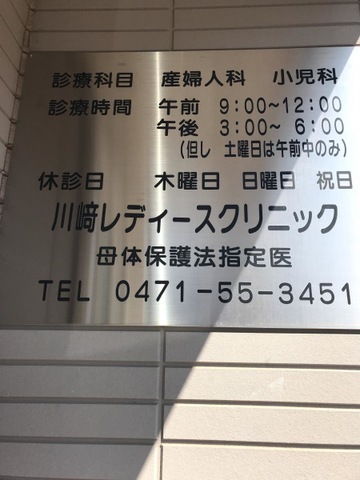 診療科目 産婦人科 小児科
診療時間 午前 9:00~12:00
午後 3:00~ 6:00
(但し 土曜日は午前中のみ)
休診日 木曜日 日曜日 祝日
川﨑レディースクリニック
母体保護法指定医
TEL 0471-55-3451